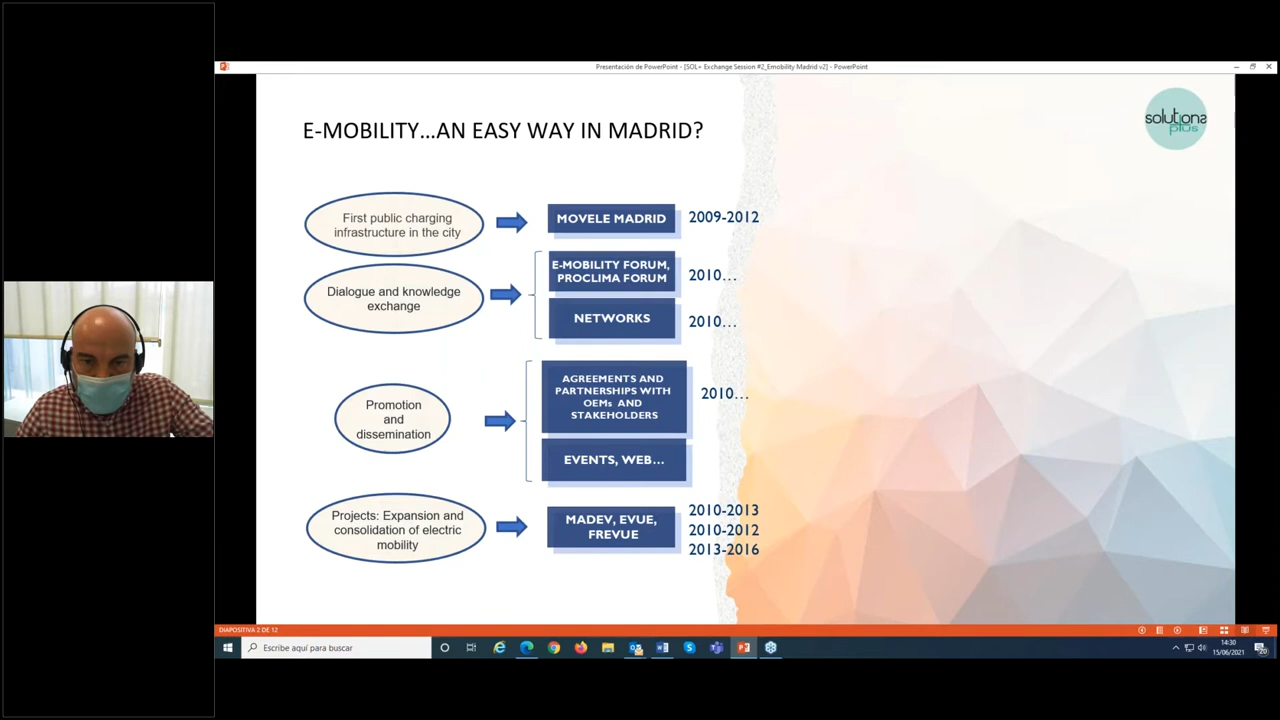 Presentación de PowerPoint - [SOL+ Exchange Session #2_Emobility Madrid v2] - PowerPoint
solutions
plus
E-MOBILITY...AN EASY WAY IN MADRID?
First public charging
infrastructure in the city
MOVELE MADRID
2009-2012
Dialogue and knowledge
exchange
E-MOBILITY FORUM,
PROCLIMA FORUM
2010...
NETWORKS
2010...
Promotion
and
dissemination
AGREEMENTS AND
PARTNERSHIPS WITH
OEMs AND
STAKEHOLDERS
2010...
EVENTS, WEB...
Projects: Expansion and
consolidation of electric
mobility
MADEV, EVUE,
FREVUE
2010-2013
2010-2012
2013-2016
DIAPOSITIVA 2 DE 12
Escribe aquí para buscar
14:30
15/06/2021
20